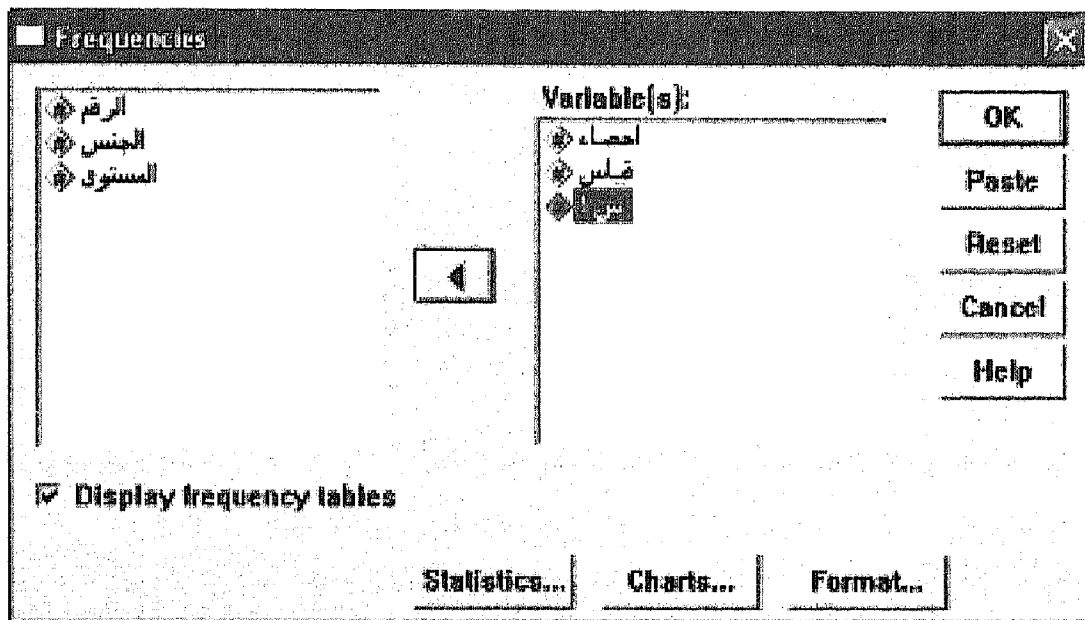 Frequencies
الرقم
الجنس
المستوى
Variable(s):
احصاء
قياس
OK
Paste
Reset
Cancel
Help
Display frequency tables
Statistics...
Charts...
Format...